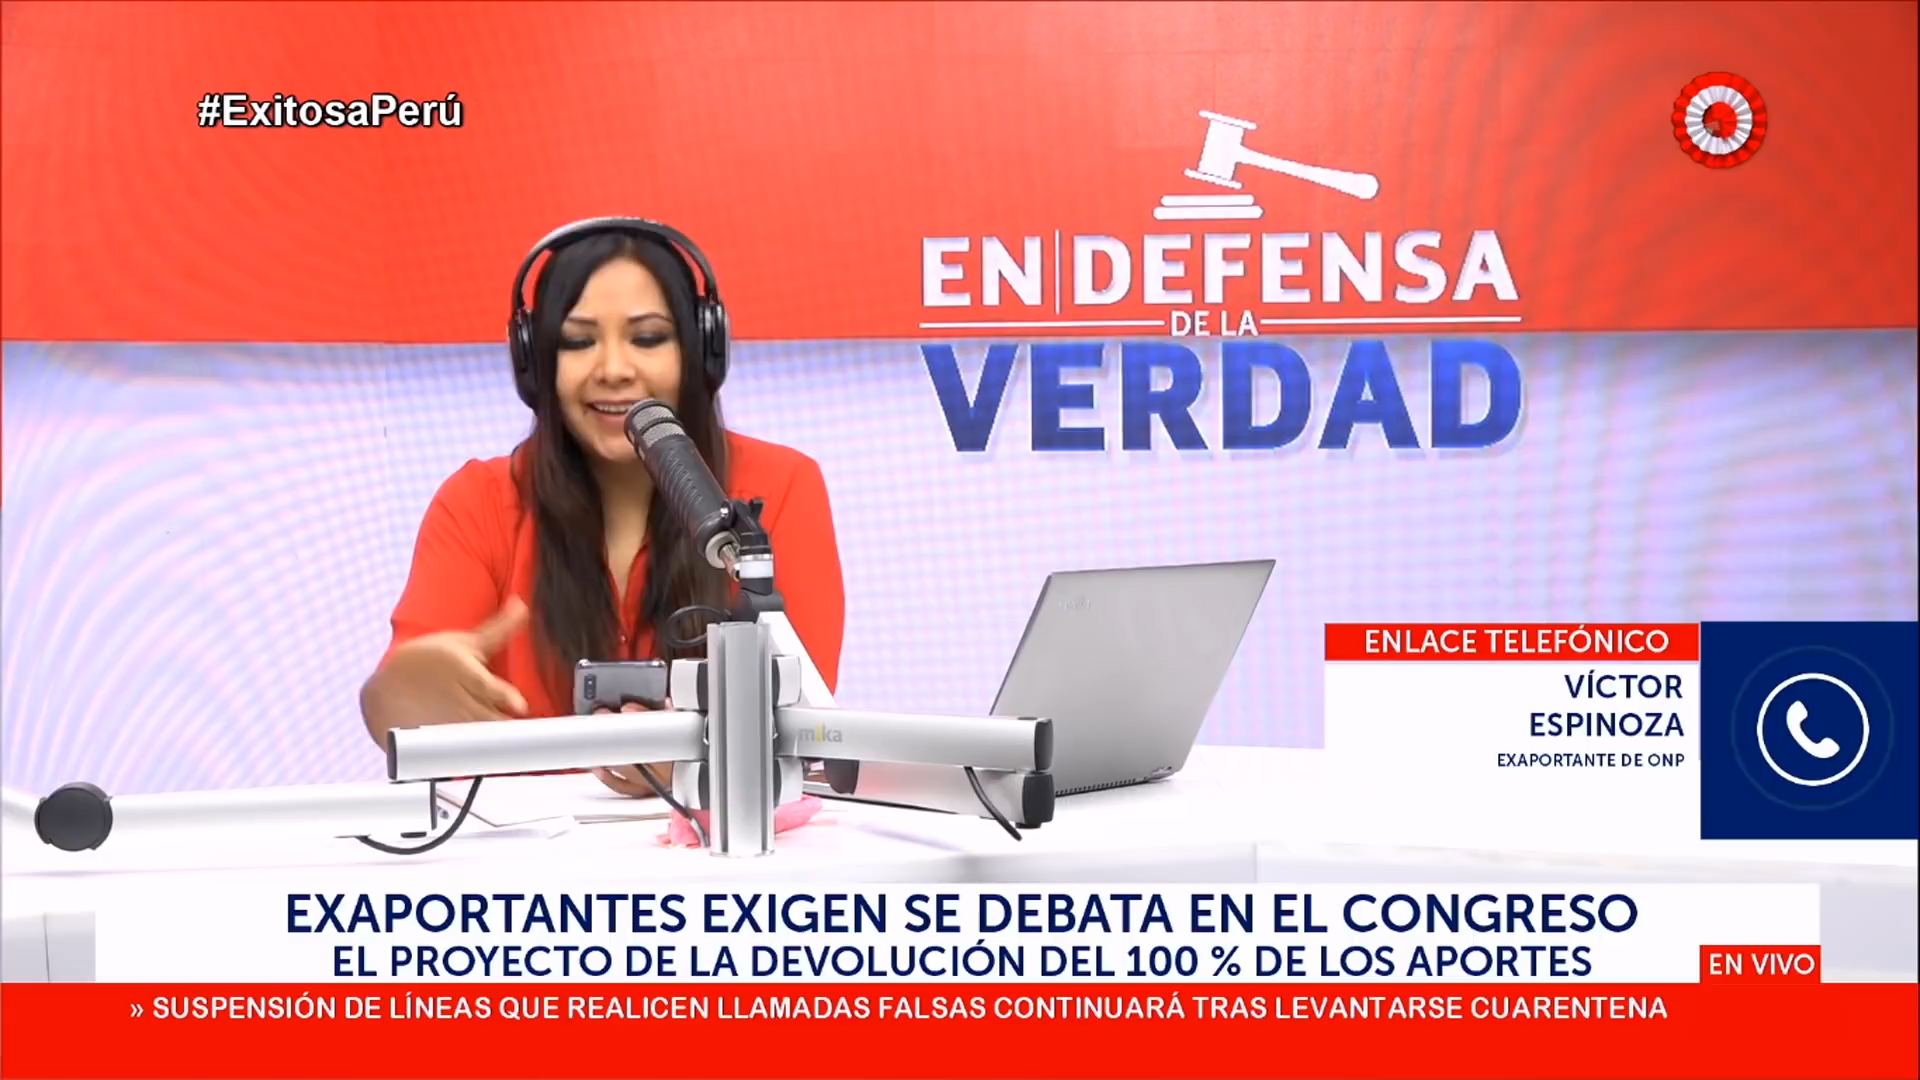 #ExitosaPerú
EN DEFENSA
DE LA
VERDAD
ENLACE TELEFÓNICO
VÍCTOR
ESPINOZA
EXAPORTANTE DE ONP
mika
EXAPORTANTES EXIGEN SE DEBATA EN EL CONGRESO
EL PROYECTO DE LA DEVOLUCIÓN DEL 100 % DE LOS APORTES
EN VIVO
» SUSPENSIÓN DE LÍNEAS QUE REALICEN LLAMADAS FALSAS CONTINUARÁ TRAS LEVANTARSE CUARENTENA